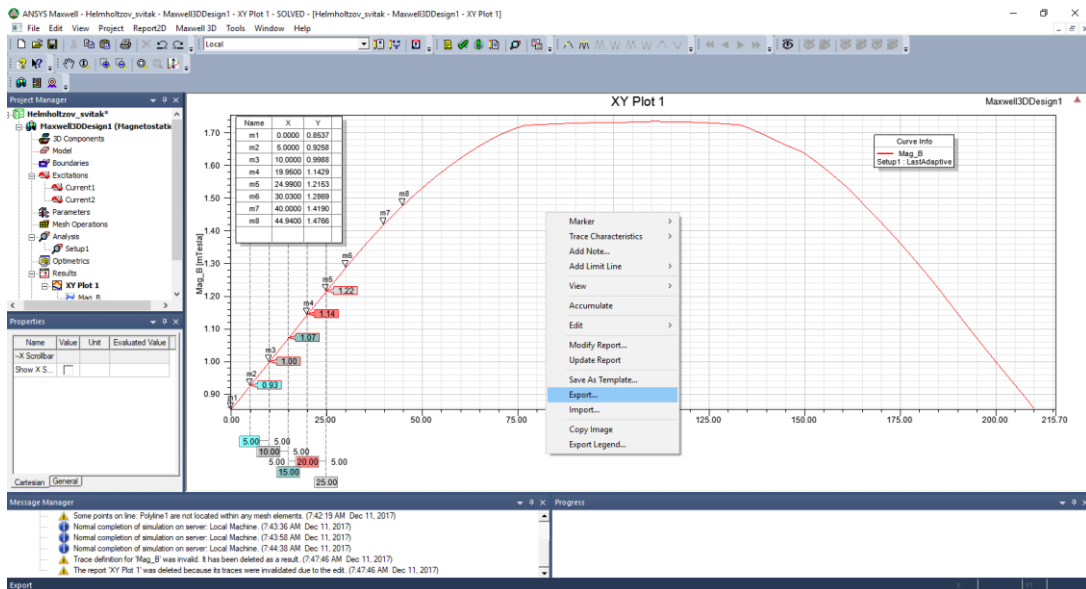 ANSYS Maxwell - Helmholtzov_svitak - Maxwell3DDesign1 - XY Plot 1 - SOLVED - [Helmholtzov_svitak - Maxwell3DDesign1 - XY Plot 1]
File Edit View Project Report2D Maxwell 3D Tools Window Help
Local
Project Manager
Helmholtzov_svitak*
Maxwell3DDesign1 (Magnetostatic
3D Components
Model
Boundaries
Excitations
Current1
Current2
Parameters
Mesh Operations
Analysis
Setup1
Optimetrics
Results
XY Plot 1
Mag_B
Properties
Name Value Unit Evaluated Value
-X Scrollbar
Show X S...
Cartesian General
XY Plot 1
Maxwell3DDesign1
Name X Y
m1 0.0000 0.8537
m2 5.0000 0.9258
m3 10.0000 0.9988
m4 19.9500 1.1429
m5 24.9900 1.2153
m6 30.0300 1.2869
m7 40.0000 1.4190
m8 44.9400 1.4766
Curve Info
Mag_B
Setup1 : LastAdaptive
Mag_B [mTesla]
1.70
1.60
1.50
1.40
1.30
1.20
1.10
1.00
0.90
m8
m7
m6
m5
1.22
m4
1.14
1.07
m3
1.00
m2
0.93
m1
0.00 25.00 50.00 75.00 125.00 150.00 175.00 200.00 215.70
5.00 5.00
10.00 5.00
5.00 20.00 5.00
15.00
25.00
Marker
Trace Characteristics
Add Note...
Add Limit Line
View
Accumulate
Edit
Modify Report...
Update Report
Save As Template...
Export...
Import...
Copy Image
Export Legend...
Message Manager
Some points on line: Polyline1 are not located within any mesh elements. (7:42:19 AM Dec 11, 2017)
Normal completion of simulation on server: Local Machine. (7:43:36 AM Dec 11, 2017)
Normal completion of simulation on server: Local Machine. (7:43:58 AM Dec 11, 2017)
Normal completion of simulation on server: Local Machine. (7:44:38 AM Dec 11, 2017)
Trace definition for 'Mag_B' was invalid. It has been deleted as a result. (7:47:46 AM Dec 11, 2017)
The report 'XY Plot 1' was deleted because its traces were invalidated due to the edit. (7:47:46 AM Dec 11, 2017)
Progress
Export